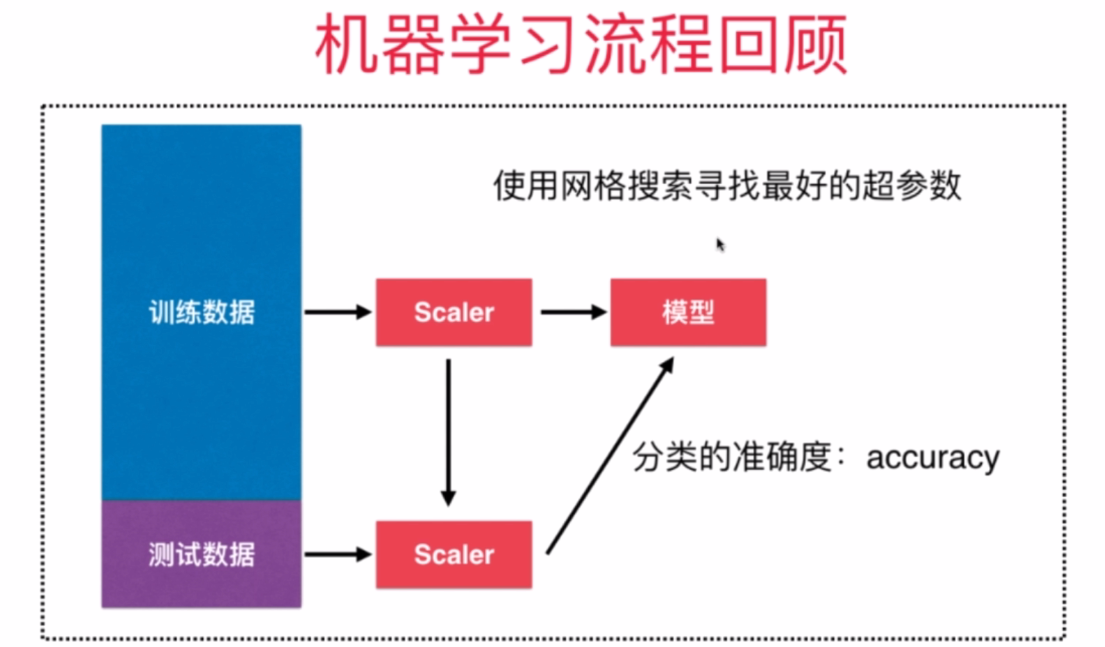 机器学习流程回顾
使用网格搜索寻找最好的超参数
训练数据
Scaler
模型
分类的准确度：accuracy
测试数据
Scaler